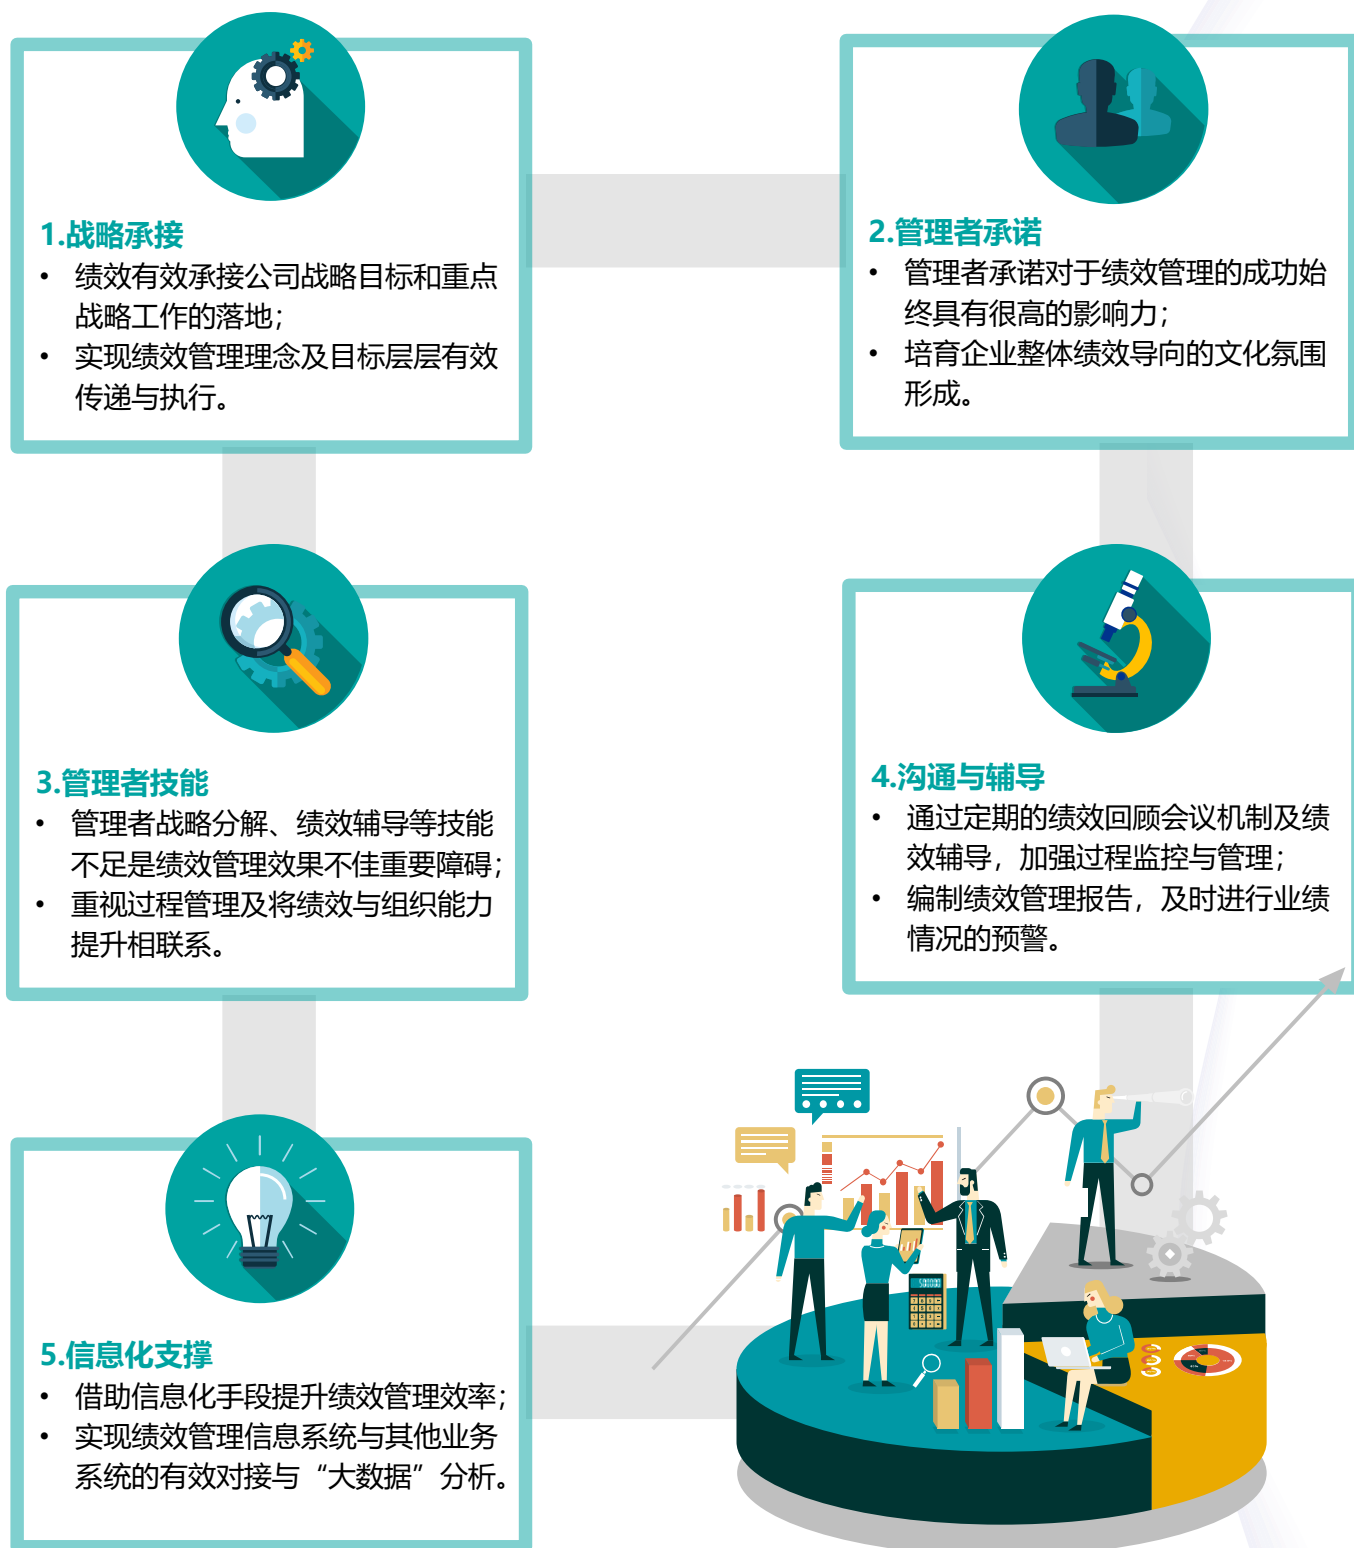 1.战略承接
• 绩效有效承接公司战略目标和重点
战略工作的落地；
• 实现绩效管理理念及目标层层有效
传递与执行。
2.管理者承诺
• 管理者承诺对于绩效管理的成功始
终具有很高的影响力；
• 培育企业整体绩效导向的文化氛围
形成。
3.管理者技能
• 管理者战略分解、绩效辅导等技能
不足是绩效管理效果不佳重要障碍；
• 重视过程管理及将绩效与组织能力
提升相联系。
4.沟通与辅导
• 通过定期的绩效回顾会议机制及绩
效辅导，加强过程监控与管理；
• 编制绩效管理报告，及时进行业绩
情况的预警。
5.信息化支撑
• 借助信息化手段提升绩效管理效率；
• 实现绩效管理信息系统与其他业务
系统的有效对接与“大数据”分析。